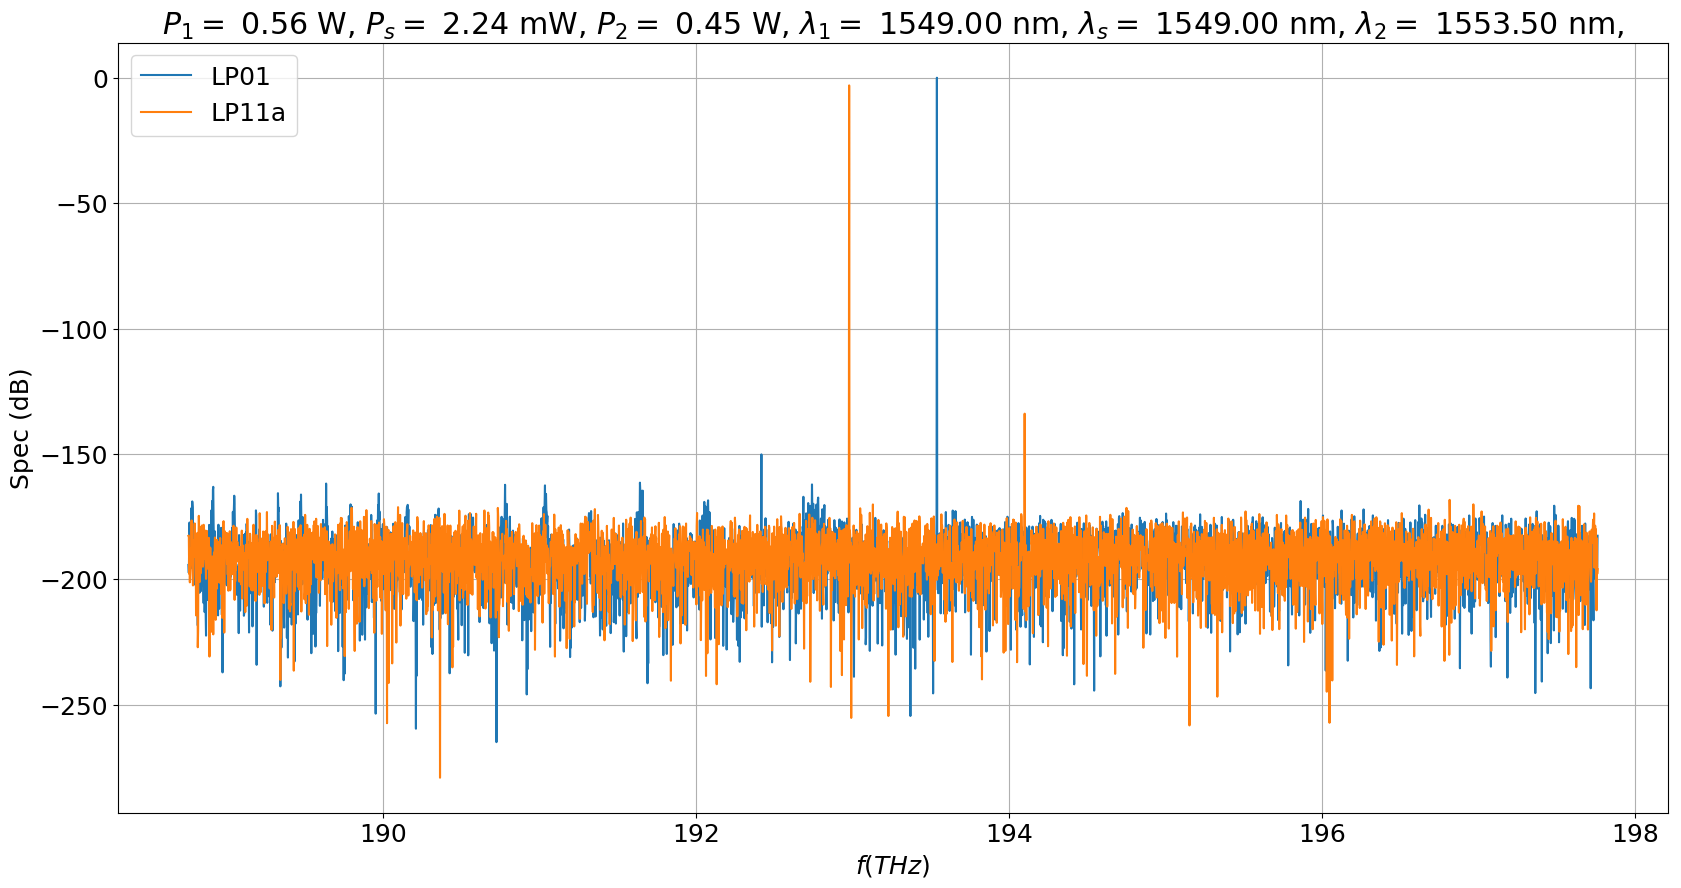 P₁ = 0.56 W, Pₛ = 2.24 mW, P₂ = 0.45 W, λ₁ = 1549.00 nm, λₛ = 1549.00 nm, λ₂ = 1553.50 nm,
LP01
LP11a
0
−50
−100
−150
−200
−250
Spec (dB)
190 192 194 196 198
f(THz)